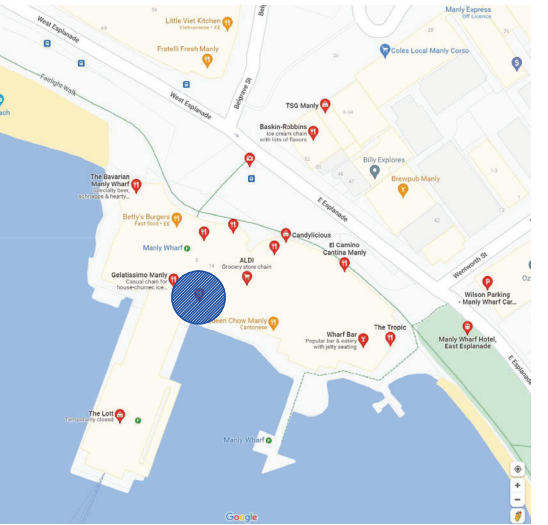 Little Viet Kitchen
Vietnamese • ££
Manly Express
Off Licence
West Esplanade
Fratelli Fresh Manly
Coles Local Manly Corso
Fairlight Walk
Belgrave St
West Esplanade
TSG Manly
Baskin-Robbins
Ice cream chain
with lots of flavors
Billy Explores
Brewpub Manly
The Bavarian
Manly Wharf
Specialty beer,
schnapps & hearty...
E Esplanade
Betty's Burgers
Fast food • ££
Candylicious
Manly Wharf
El Camino
Cantina Manly
ALDI
Grocery store chain
Wentworth St
Gelatissimo Manly
Casual chain for
house-churned ice...
Wilson Parking
- Manly Wharf Car...
Chow Manly
Cantonese
Wharf Bar
Popular bar & eatery
with jetty seating
The Tropic
Manly Wharf Hotel,
East Esplanade
E Esplanade
The Lott
Temporarily closed
Manly Wharf
Google